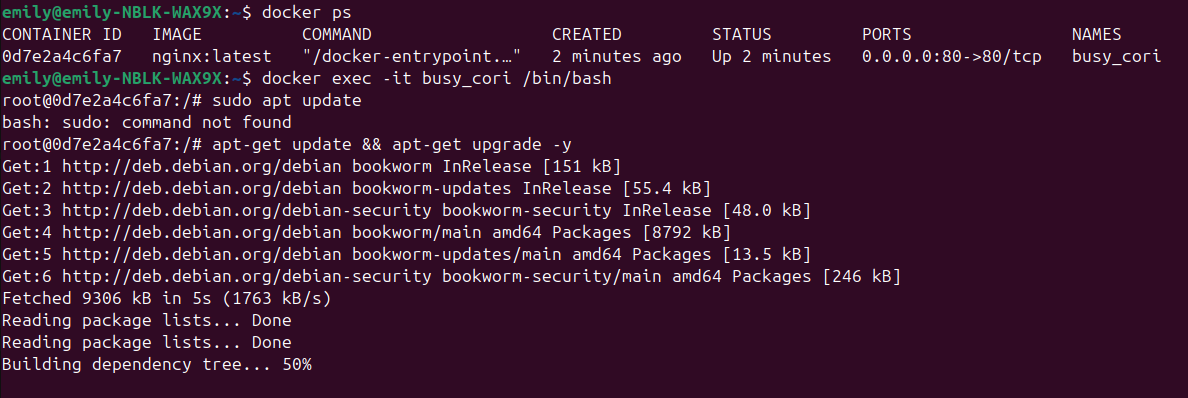 emily@emily-NBLK-WAX9X:~$ docker ps
CONTAINER ID   IMAGE          COMMAND                  CREATED         STATUS         PORTS                NAMES
0d7e2a4c6fa7   nginx:latest   "/docker-entrypoint.…"   2 minutes ago   Up 2 minutes   0.0.0.0:80->80/tcp   busy_cori
emily@emily-NBLK-WAX9X:~$ docker exec -it busy_cori /bin/bash
root@0d7e2a4c6fa7:/# sudo apt update
bash: sudo: command not found
root@0d7e2a4c6fa7:/# apt-get update && apt-get upgrade -y
Get:1 http://deb.debian.org/debian bookworm InRelease [151 kB]
Get:2 http://deb.debian.org/debian bookworm-updates InRelease [55.4 kB]
Get:3 http://deb.debian.org/debian-security bookworm-security InRelease [48.0 kB]
Get:4 http://deb.debian.org/debian bookworm/main amd64 Packages [8792 kB]
Get:5 http://deb.debian.org/debian bookworm-updates/main amd64 Packages [13.5 kB]
Get:6 http://deb.debian.org/debian-security bookworm-security/main amd64 Packages [246 kB]
Fetched 9306 kB in 5s (1763 kB/s)
Reading package lists... Done
Reading package lists... Done
Building dependency tree... 50%